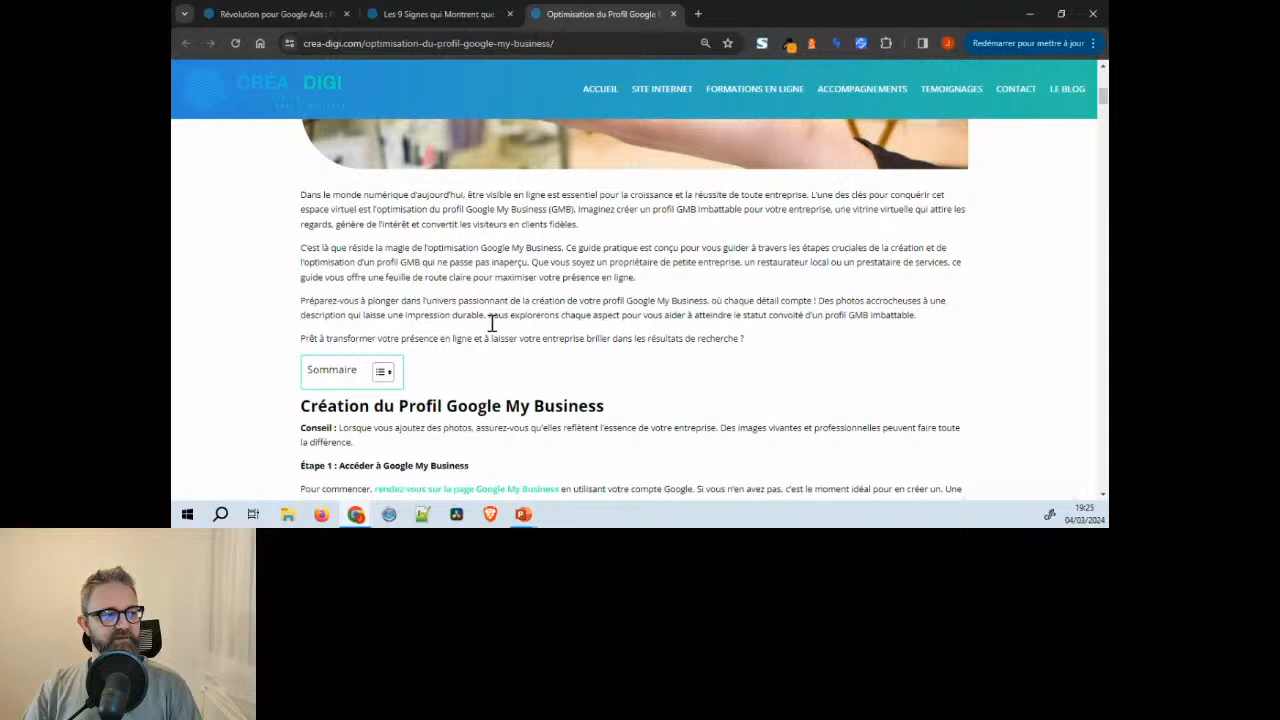 Révolution pour Google Ads :
Les 9 Signes qui Montrent que
Optimisation du Profil Google
crea-digi.com/optimisation-du-profil-google-my-business/
J
Redémarrer pour mettre à jour
CRÉA DIGI
ACCUEIL SITE INTERNET FORMATIONS EN LIGNE ACCOMPAGNEMENTS TEMOIGNAGES CONTACT LE BLOG
Dans le monde numérique d'aujourd'hui, être visible en ligne est essentiel pour la croissance et la réussite de toute entreprise. L'une des clés pour conquérir cet
espace virtuel est l'optimisation du profil Google My Business (GMB). Imaginez créer un profil GMB imbattable pour votre entreprise, une vitrine virtuelle qui attire les
regards, génère de l'intérêt et convertit les visiteurs en clients fidèles.
C'est là que réside la magie de l'optimisation Google My Business. Ce guide pratique est conçu pour vous guider à travers les étapes cruciales de la création et de
l'optimisation d'un profil GMB qui ne passe pas inaperçu. Que vous soyez un propriétaire de petite entreprise, un restaurateur local ou un prestataire de services, ce
guide vous offre une feuille de route claire pour maximiser votre présence en ligne.
Préparez-vous à plonger dans l'univers passionnant de la création de votre profil Google My Business, où chaque détail compte ! Des photos accrocheuses à une
description qui laisse une impression durable, nous explorerons chaque aspect pour vous aider à atteindre le statut convoité d'un profil GMB imbattable.
Prêt à transformer votre présence en ligne et à laisser votre entreprise briller dans les résultats de recherche ?
Sommaire
Création du Profil Google My Business
Conseil : Lorsque vous ajoutez des photos, assurez-vous qu'elles reflètent l'essence de votre entreprise. Des images vivantes et professionnelles peuvent faire toute
la différence.
Étape 1 : Accéder à Google My Business
Pour commencer, rendez-vous sur la page Google My Business en utilisant votre compte Google. Si vous n'en avez pas, c'est le moment idéal pour en créer un. Une
19:25
04/03/2024